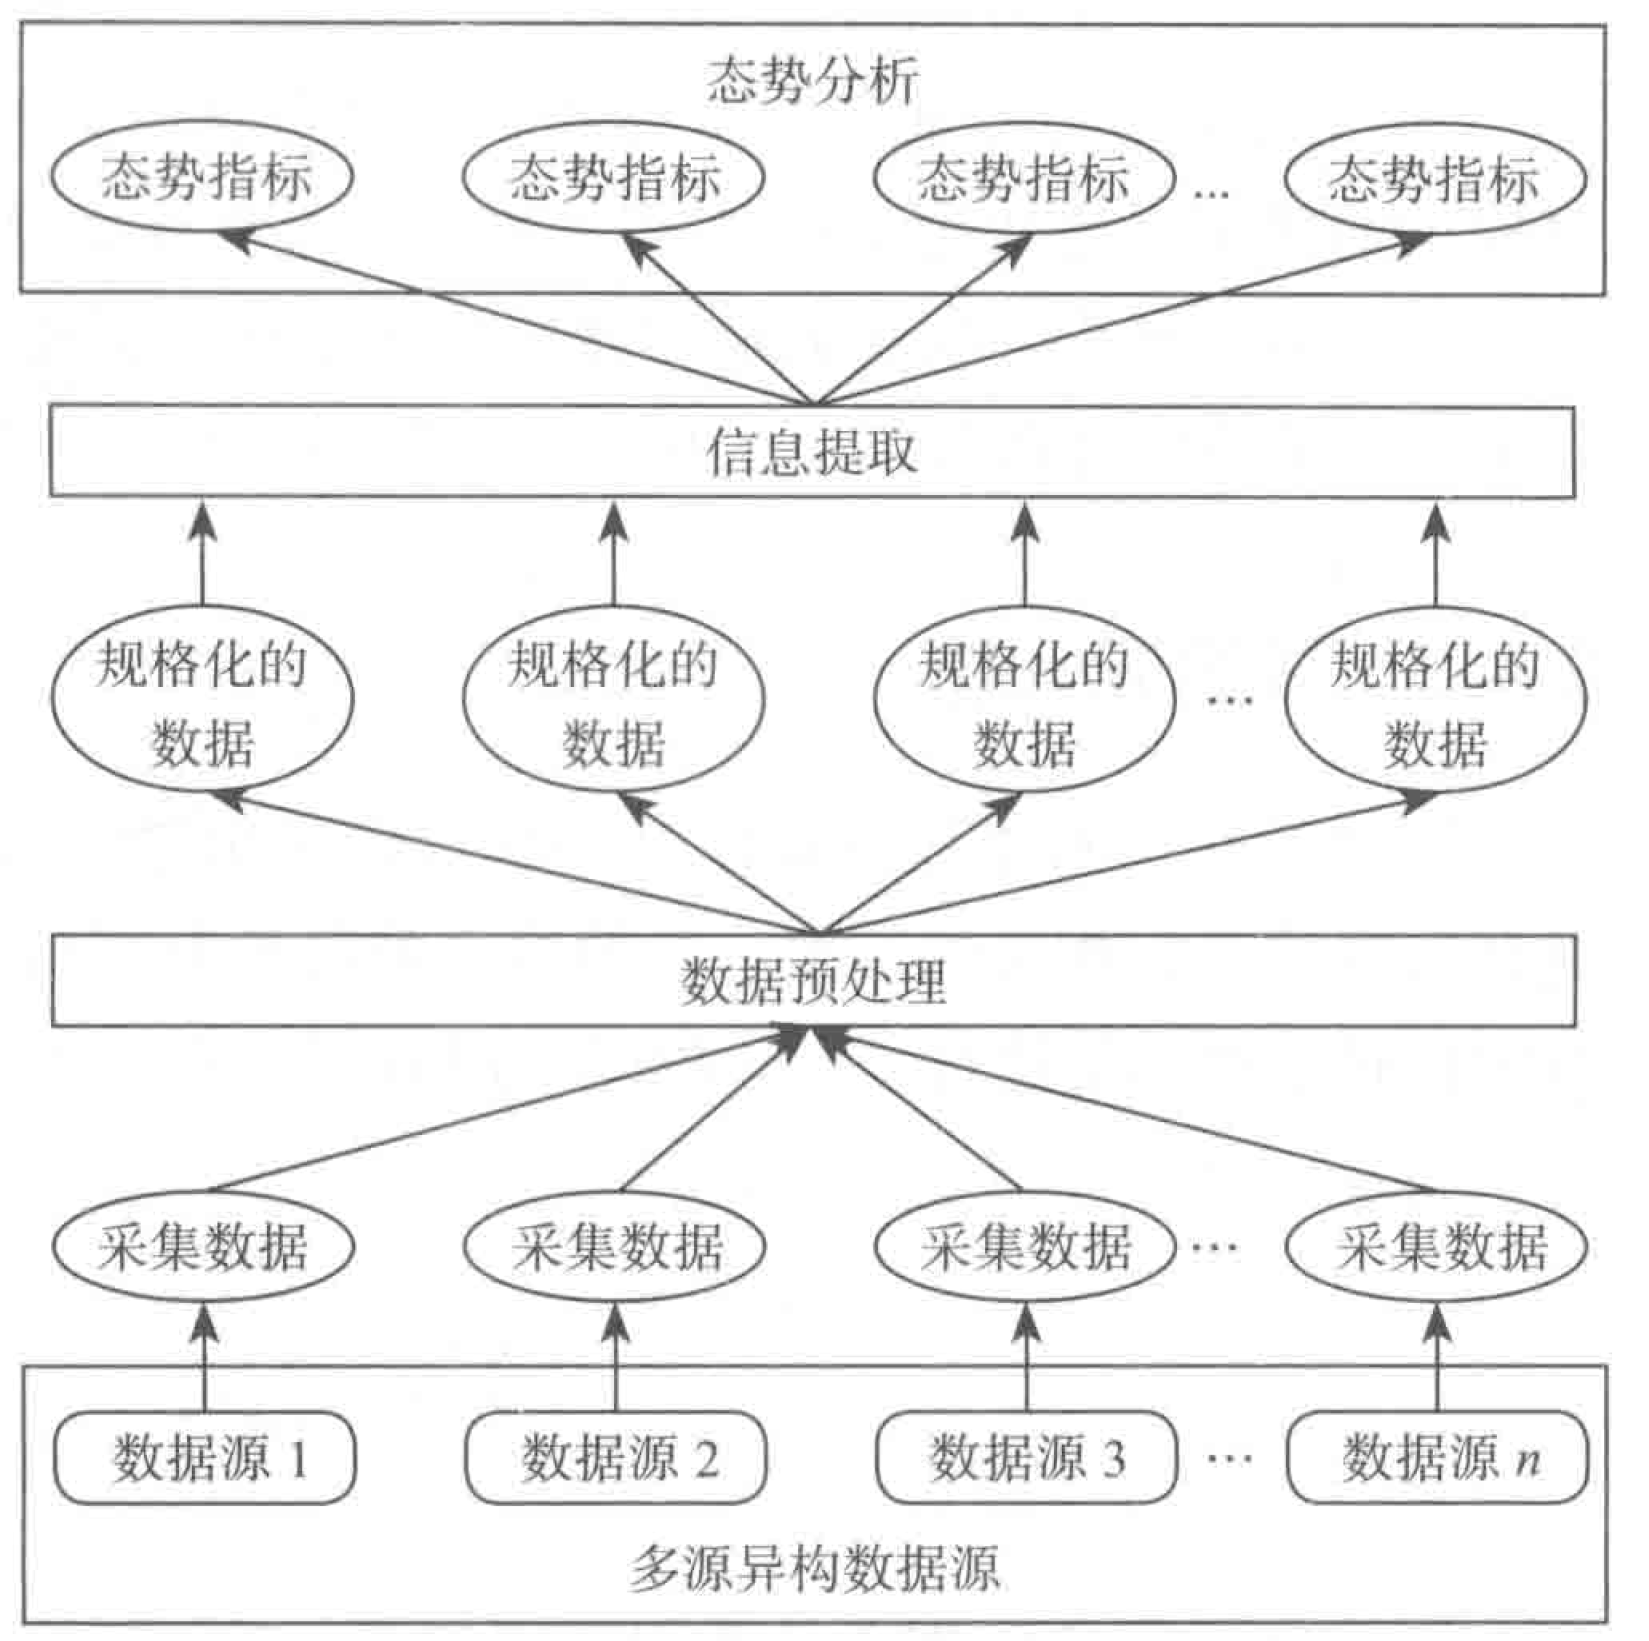 态势分析
态势指标 态势指标 态势指标 ... 态势指标
信息提取
规格化的 规格化的 规格化的 规格化的
数据 数据 数据 … 数据
数据预处理
采集数据 采集数据 采集数据 … 采集数据
数据源 1 数据源 2 数据源 3 … 数据源 n
多源异构数据源